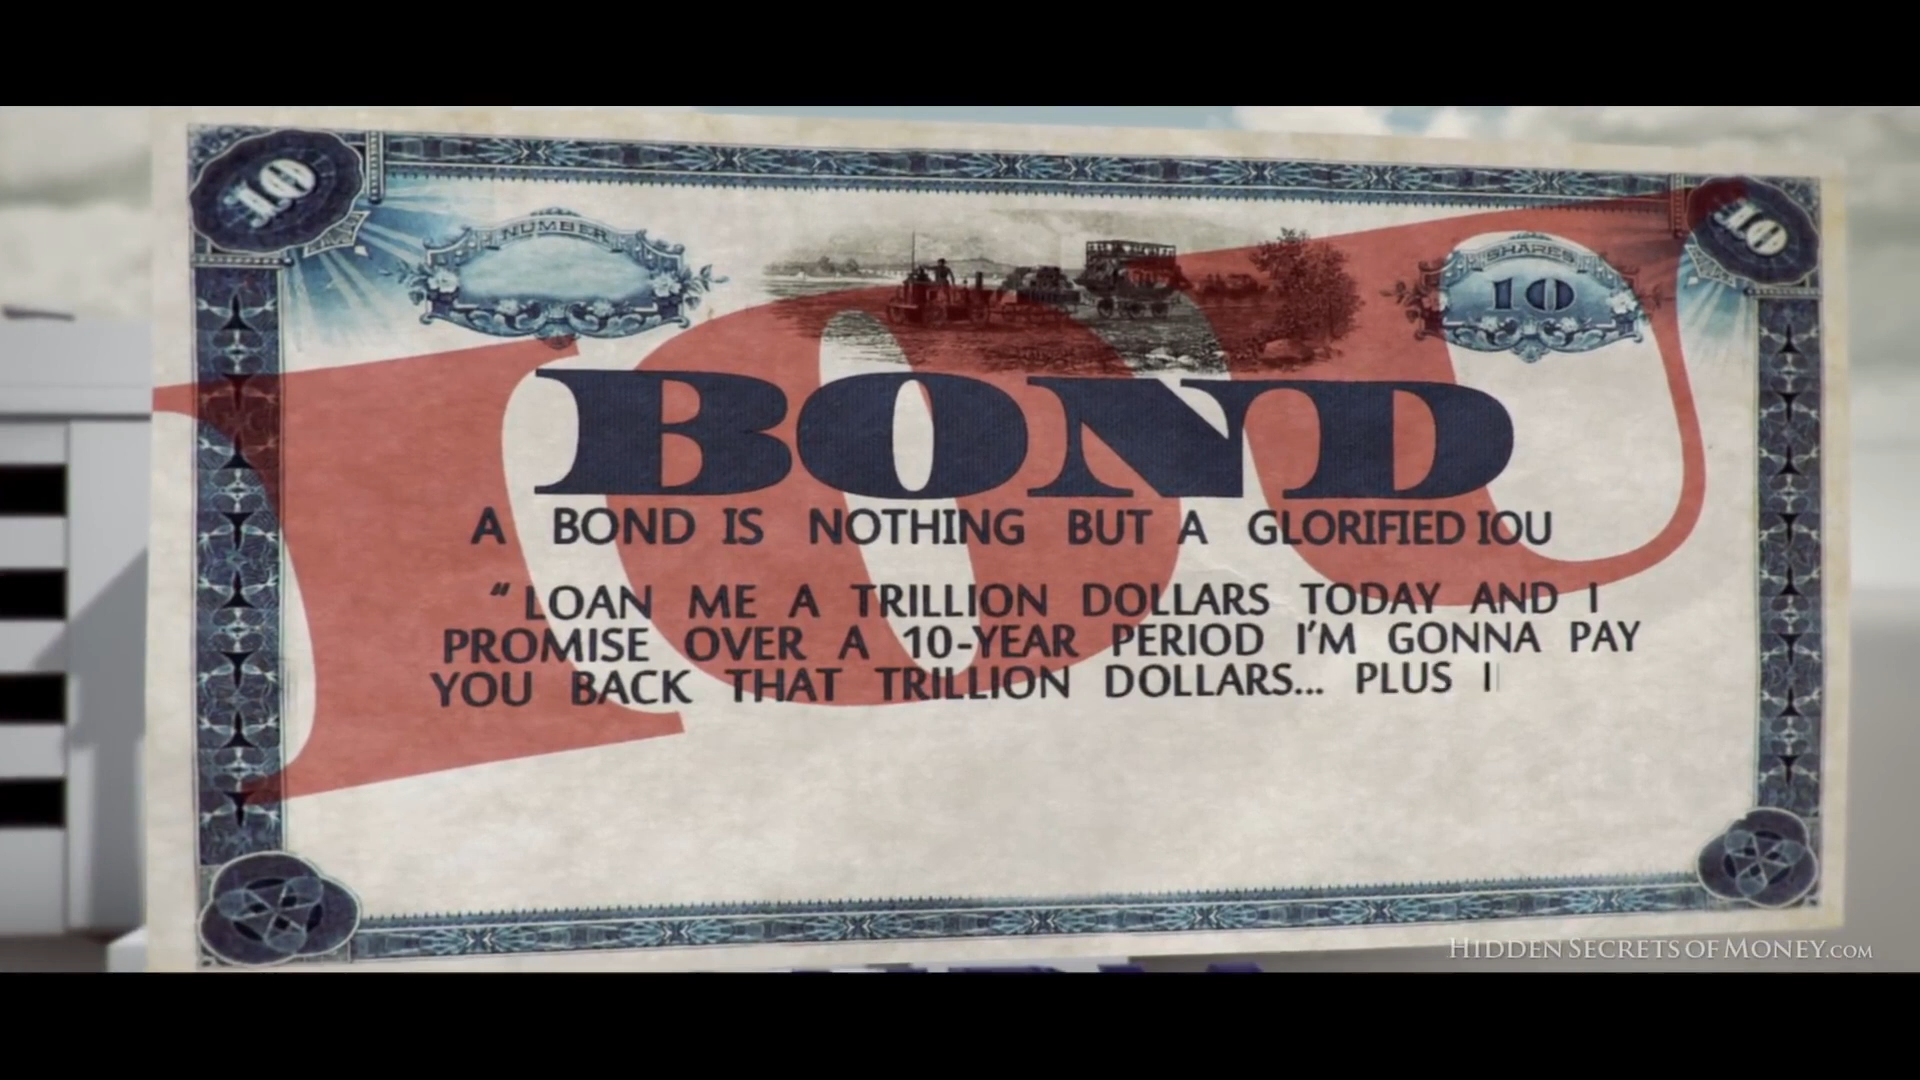 10
10
NUMBER
SHARES
10
IOU
BOND
A BOND IS NOTHING BUT A GLORIFIED IOU
“LOAN ME A TRILLION DOLLARS TODAY AND I
PROMISE OVER A 10-YEAR PERIOD I'M GONNA PAY
YOU BACK THAT TRILLION DOLLARS... PLUS I
HIDDEN SECRETS OF MONEY.COM